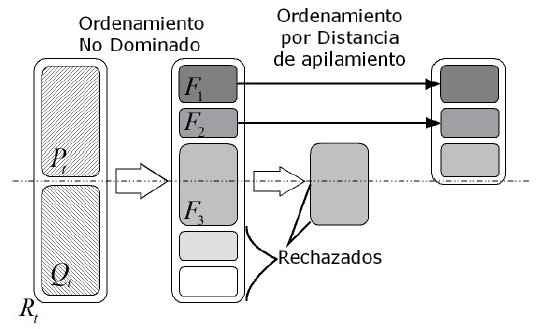 Ordenamiento
No Dominado
Ordenamiento
por Distancia
de apilamiento
F1
F2
Pt
F3
Qt
Rechazados
Rt